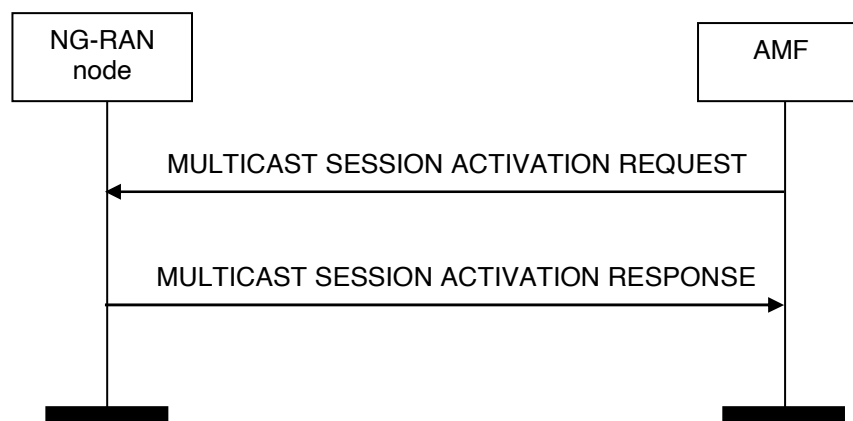 NG-RAN
node
AMF
MULTICAST SESSION ACTIVATION REQUEST
MULTICAST SESSION ACTIVATION RESPONSE